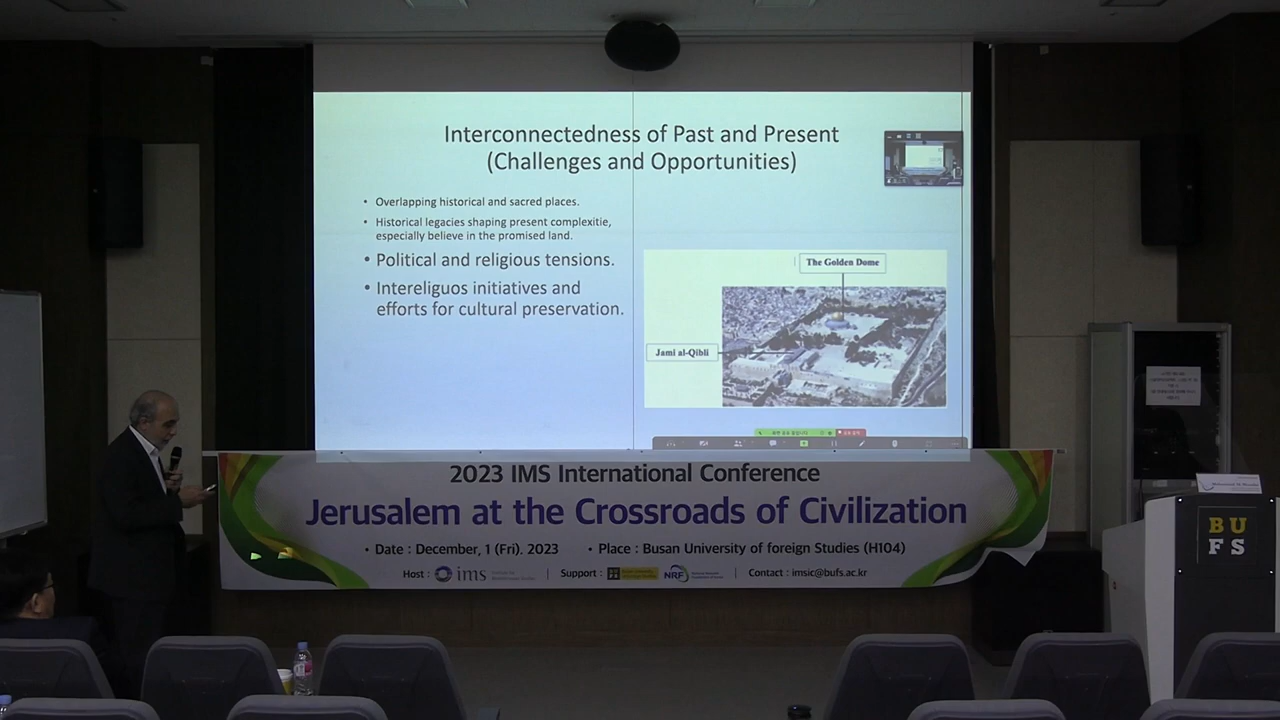 Interconnectedness of Past and Present
(Challenges and Opportunities)
• Overlapping historical and sacred places.
• Historical legacies shaping present complexitie,
especially believe in the promised land.
• Political and religious tensions.
• Intereliguos initiatives and
efforts for cultural preservation.
The Golden Dome
Jami al-Qibli
2023 IMS International Conference
Jerusalem at the Crossroads of Civilization
• Date : December, 1 (Fri). 2023 • Place : Busan University of foreign Studies (H104)
Host : ims | Support : NRF | Contact : imsic@bufs.ac.kr
BU
FS